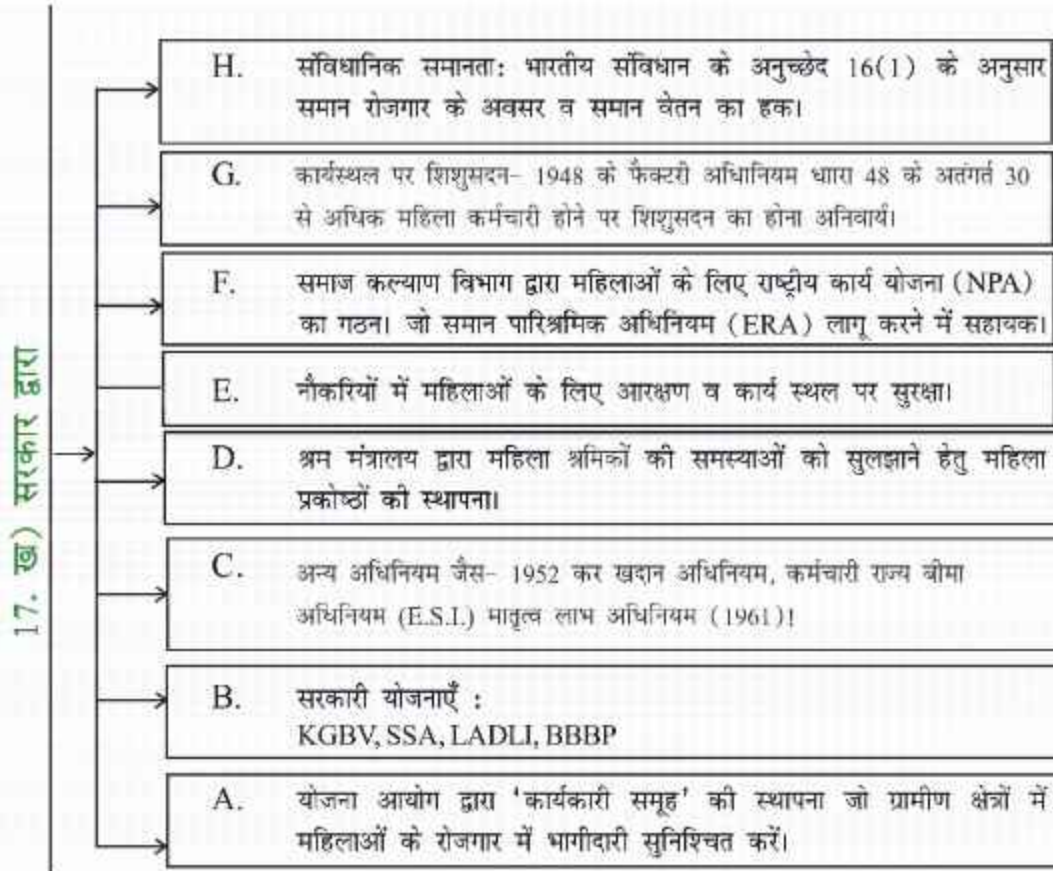 17. ख) सरकार द्वारा
H. संविधानिक समानता: भारतीय संविधान के अनुच्छेद 16(1) के अनुसार
समान रोजगार के अवसर व समान वेतन का हक।
G. कार्यस्थल पर शिशुसदन- 1948 के फैक्टरी अधिानियम धाारा 48 के अतंगर्त 30
से अधिक महिला कर्मचारी होने पर शिशुसदन का होना अनिवार्य।
F. समाज कल्याण विभाग द्वारा महिलाओं के लिए राष्ट्रीय कार्य योजना (NPA)
का गठन। जो समान पारिश्रमिक अधिनियम (ERA) लागू करने में सहायक।
E. नौकरियों में महिलाओं के लिए आरक्षण व कार्य स्थल पर सुरक्षा।
D. श्रम मंत्रालय द्वारा महिला श्रमिकों की समस्याओं को सुलझाने हेतु महिला
प्रकोष्ठों की स्थापना।
C. अन्य अधिनियम जैस- 1952 कर खदान अधिनियम, कर्मचारी राज्य बीमा
अधिनियम (E.S.I.) मातृत्व लाभ अधिनियम (1961)!
B. सरकारी योजनाएँ :
KGBV, SSA, LADLI, BBBP
A. योजना आयोग द्वारा 'कार्यकारी समूह' की स्थापना जो ग्रामीण क्षेत्रों में
महिलाओं के रोजगार में भागीदारी सुनिश्चित करें।